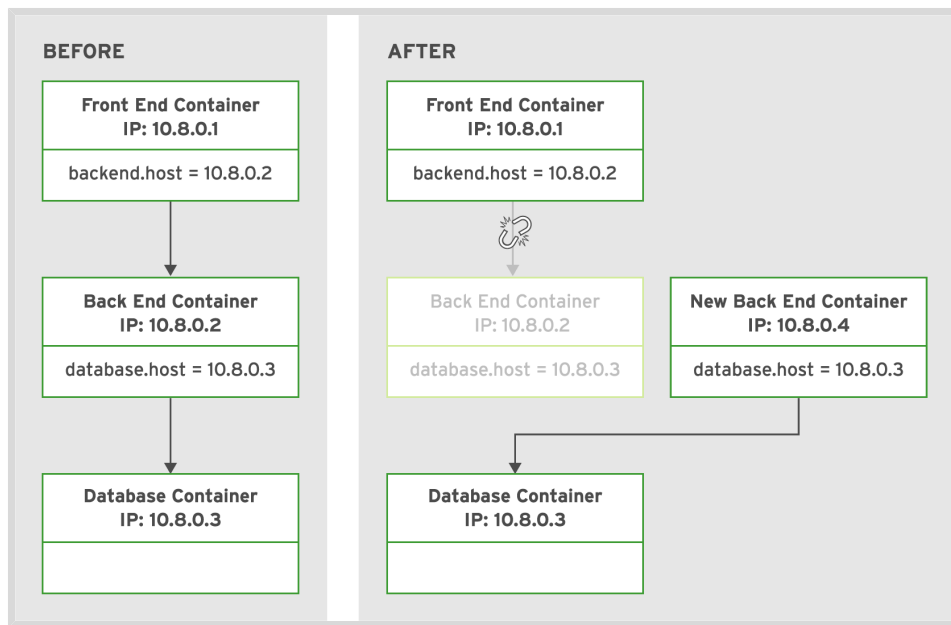 BEFORE
Front End Container
IP: 10.8.0.1
backend.host = 10.8.0.2
Back End Container
IP: 10.8.0.2
database.host = 10.8.0.3
Database Container
IP: 10.8.0.3
AFTER
Front End Container
IP: 10.8.0.1
backend.host = 10.8.0.2
Back End Container
IP: 10.8.0.2
database.host = 10.8.0.3
New Back End Container
IP: 10.8.0.4
database.host = 10.8.0.3
Database Container
IP: 10.8.0.3